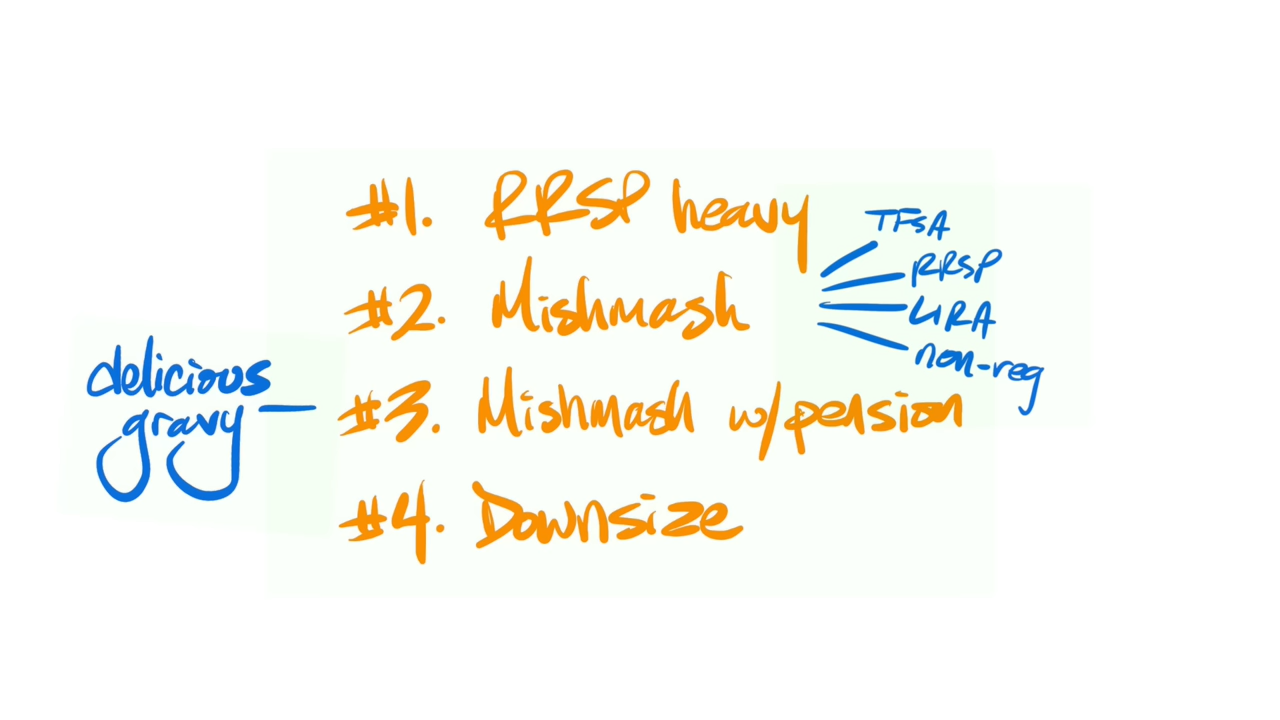 #1. RRSP heavy
#2. Mishmash
TFSA
RRSP
LIRA
non-reg
delicious
gravy
#3. Mishmash w/pension
#4. Downsize